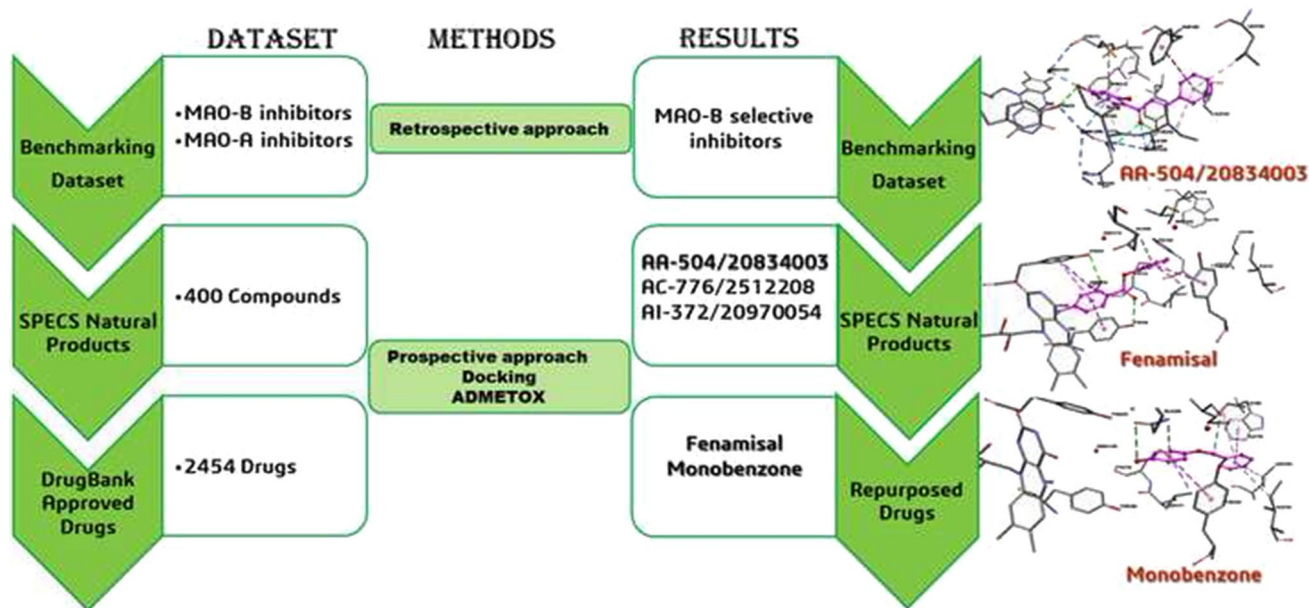 DATASET
METHODS
RESULTS
Benchmarking
Dataset
•MAO-B inhibitors
•MAO-A inhibitors
Retrospective approach
MAO-B selective
inhibitors
Benchmarking
Dataset
AA-504/20834003
SPECS Natural
Products
•400 Compounds
Prospective approach
Docking
ADMETOX
AA-504/20834003
AC-776/2512208
AI-372/20970054
SPECS Natural
Products
Fenamisal
DrugBank
Approved
Drugs
•2454 Drugs
Fenamisal
Monobenzone
Repurposed
Drugs
Monobenzone